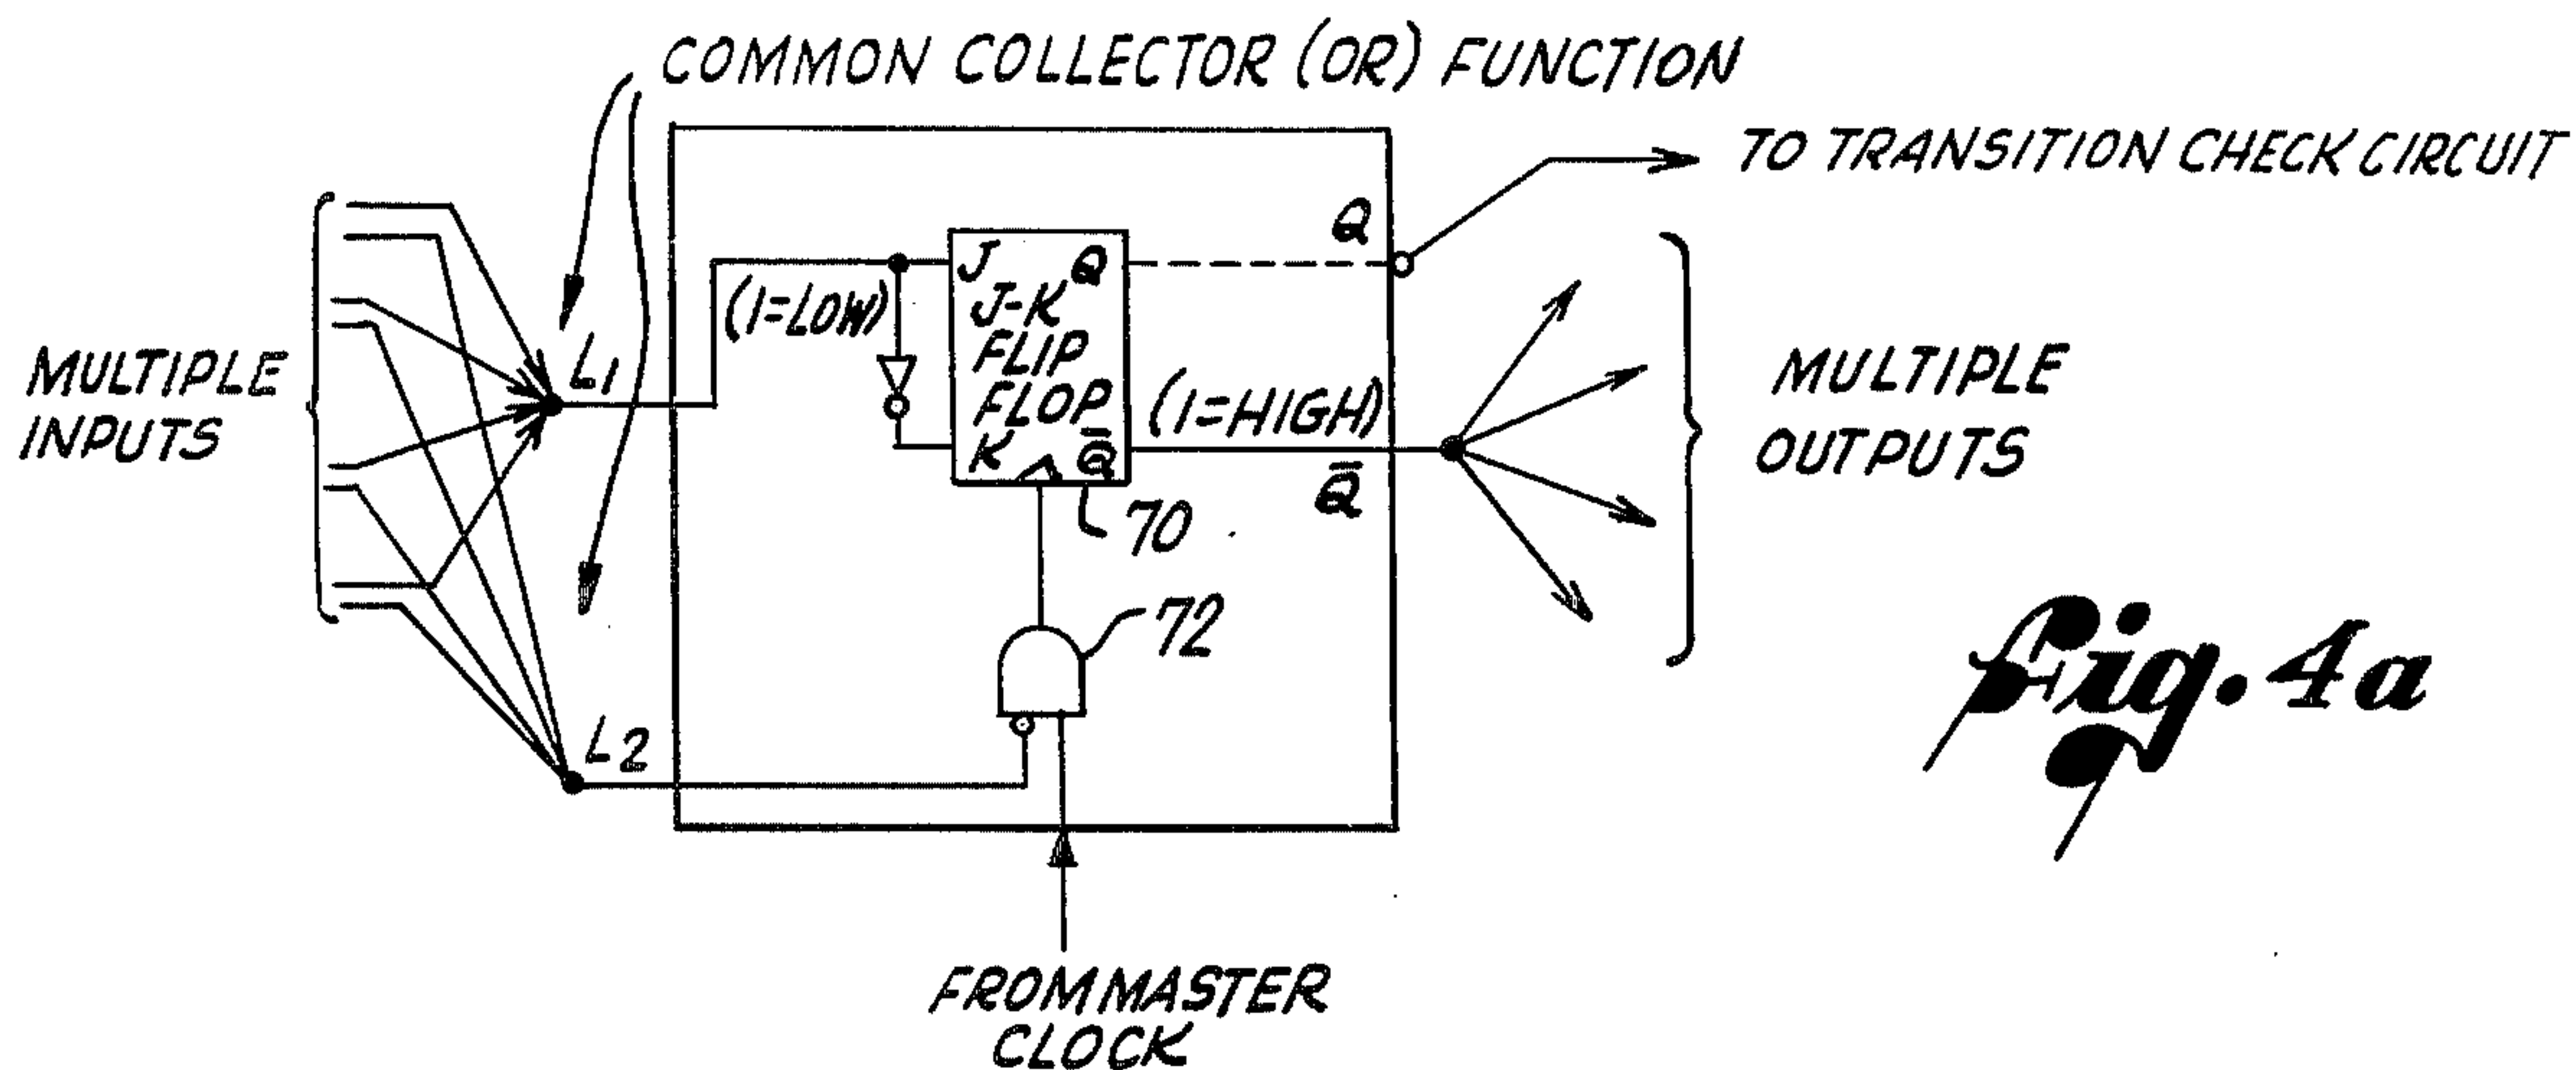 COMMON COLLECTOR (OR) FUNCTION
TO TRANSITION CHECK CIRCUIT
MULTIPLE
INPUTS
L1
(1=LOW)
J Q
J-K
FLIP
FLOP
K Q̅
Q
(1=HIGH)
Q̅
70
MULTIPLE
OUTPUTS
72
L2
FROM MASTER
CLOCK
Fig. 4a